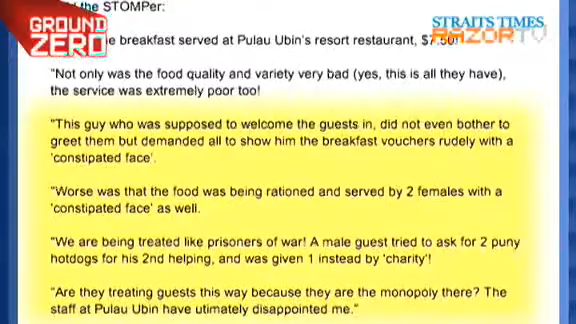 GROUND
ZERO
STRAITS TIMES
RAZORTV
the STOMPer:
breakfast served at Pulau Ubin's resort restaurant, $7.50!
"Not only was the food quality and variety very bad (yes, this is all they have),
the service was extremely poor too!
"This guy who was supposed to welcome the guests in, did not even bother to
greet them but demanded all to show him the breakfast vouchers rudely with a
'constipated face'.
"Worse was that the food was being rationed and served by 2 females with a
'constipated face' as well.
"We are being treated like prisoners of war! A male guest tried to ask for 2 puny
hotdogs for his 2nd helping, and was given 1 instead by 'charity'!
"Are they treating guests this way because they are the monopoly there? The
staff at Pulau Ubin have utimately disappointed me."